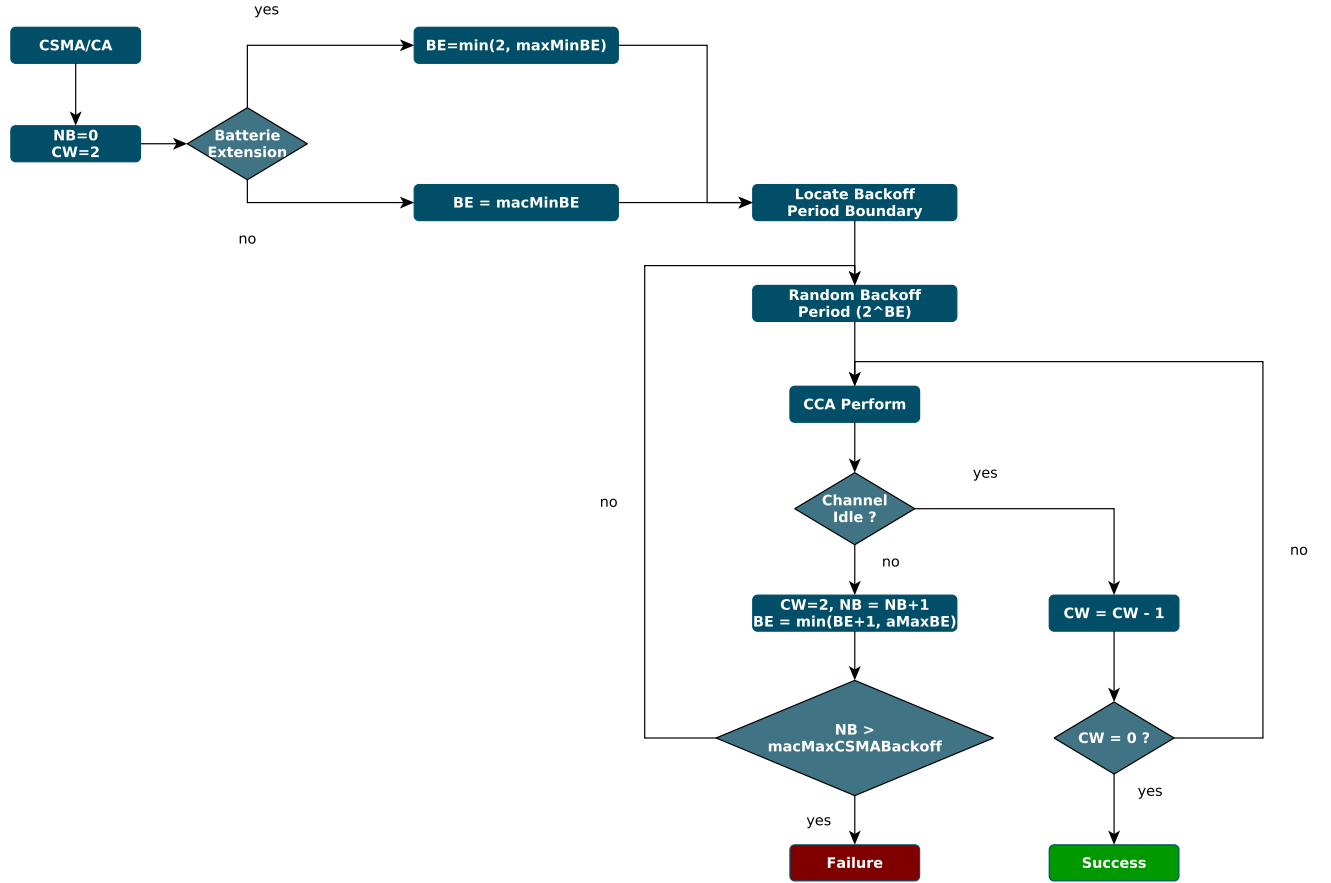 yes
CSMA/CA
BE=min(2, maxMinBE)
NB=0
CW=2
Batterie
Extension
BE = macMinBE
Locate Backoff
Period Boundary
no
Random Backoff
Period (2^BE)
CCA Perform
yes
Channel
Idle ?
no
no
no
CW=2, NB = NB+1
BE = min(BE+1, aMaxBE)
CW = CW - 1
NB >
macMaxCSMABackoff
CW = 0 ?
yes
yes
Failure
Success